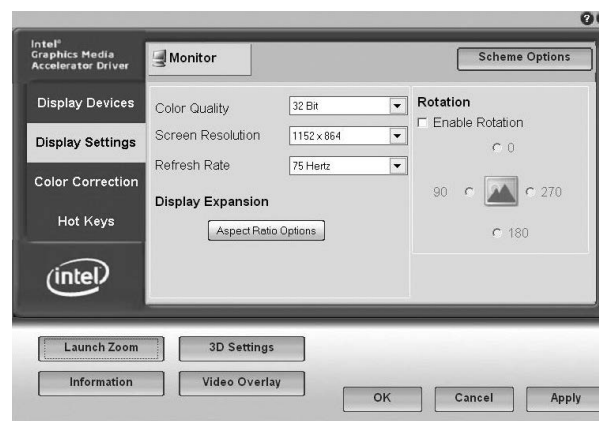 Intel®
Graphics Media
Accelerator Driver
Monitor
Scheme Options
Display Devices
Display Settings
Color Correction
Hot Keys
intel
Color Quality
32 Bit
Screen Resolution
1152 x 864
Refresh Rate
75 Hertz
Display Expansion
Aspect Ratio Options
Rotation
Enable Rotation
0
90
270
180
Launch Zoom
3D Settings
Information
Video Overlay
OK
Cancel
Apply